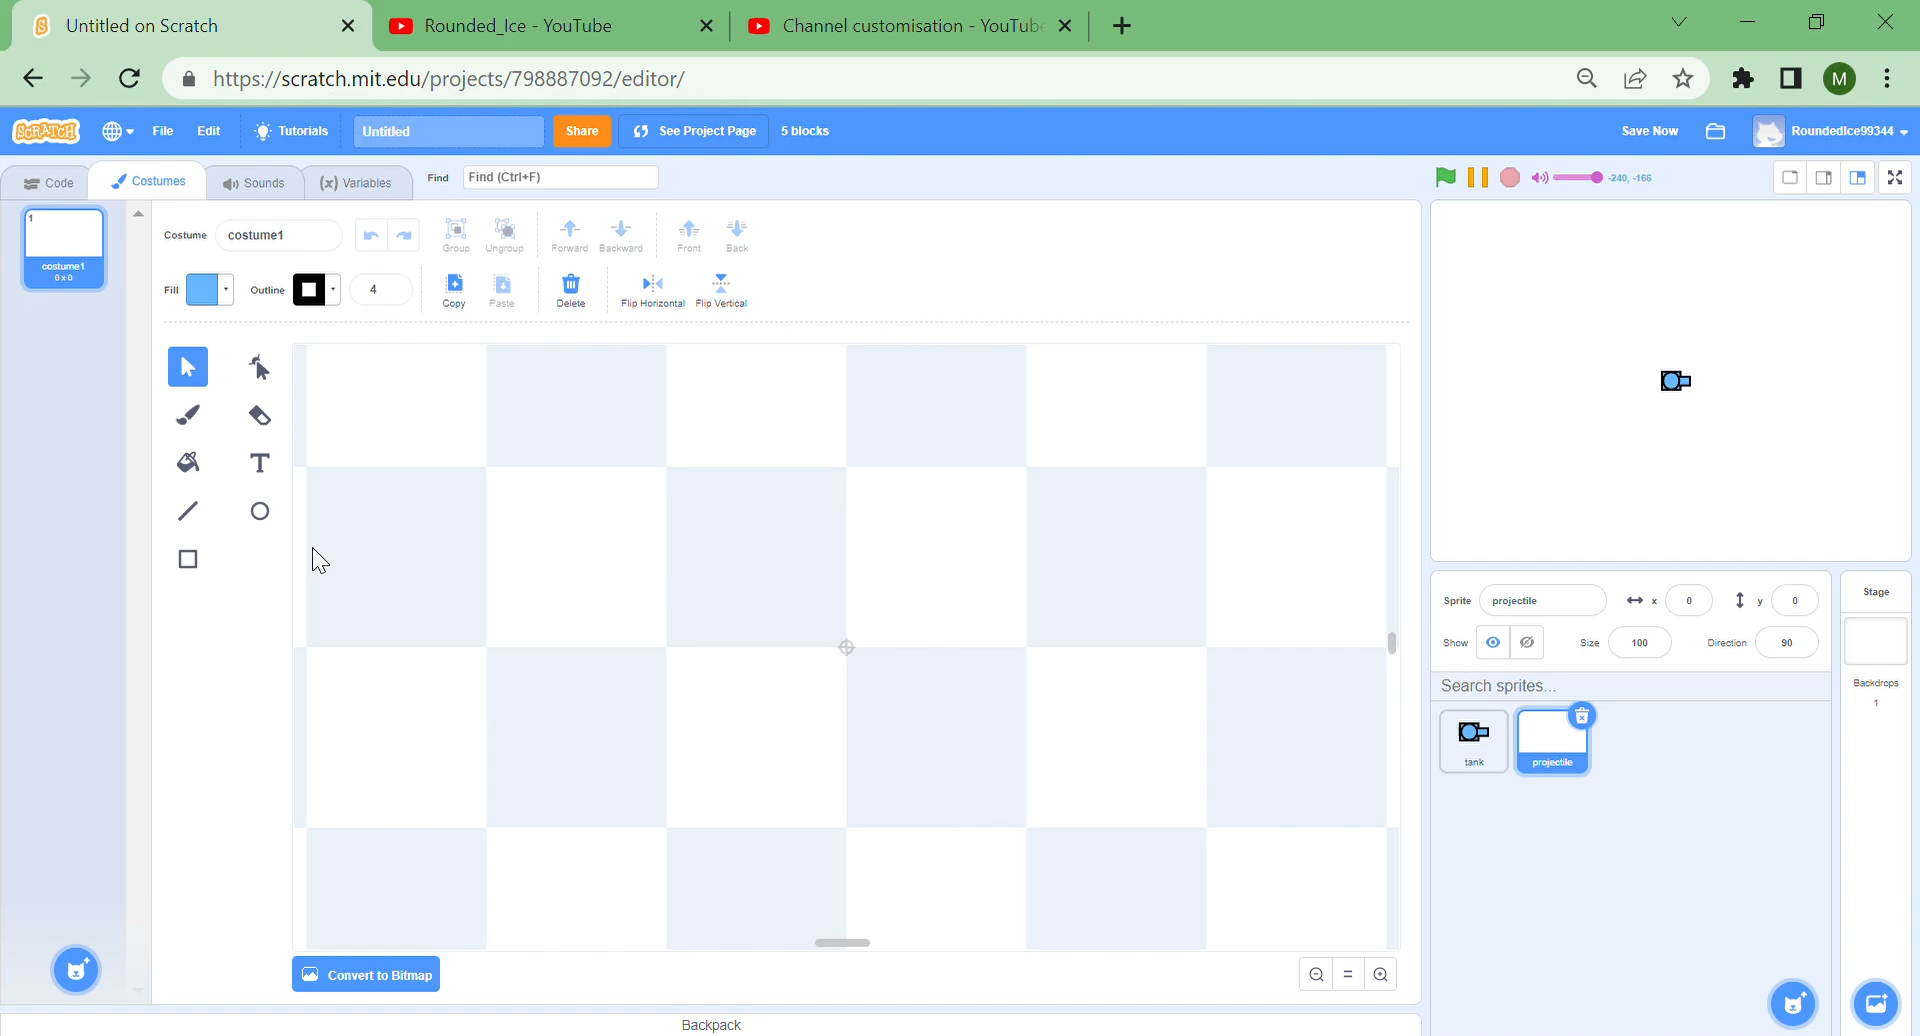 Untitled on Scratch
Rounded_Ice - YouTube
Channel customisation - YouTube
https://scratch.mit.edu/projects/798887092/editor/
M
SCRATCH
File
Edit
Tutorials
Untitled
Share
See Project Page
5 blocks
Save Now
RoundedIce99344
Code
Costumes
Sounds
(x) Variables
Find
Find (Ctrl+F)
-240, -166
1
costume1
0 x 0
Costume
costume1
Group
Ungroup
Forward
Backward
Front
Back
Fill
Outline
4
Copy
Paste
Delete
Flip Horizontal
Flip Vertical
T
Convert to Bitmap
Backpack
Sprite
projectile
x
0
y
0
Show
Size
100
Direction
90
Search sprites...
tank
projectile
Stage
Backdrops
1